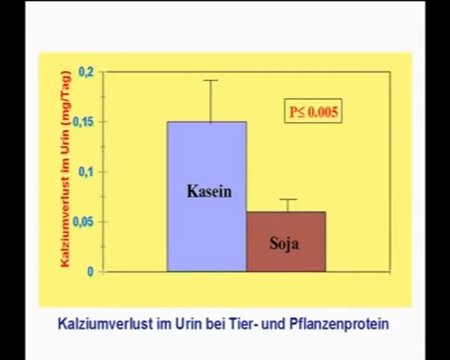 Kalziumverlust im Urin (mg/Tag)
0,2
0,15
0,1
0,05
0
P≤ 0.005
Kasein
Soja
Kalziumverlust im Urin bei Tier- und Pflanzenprotein